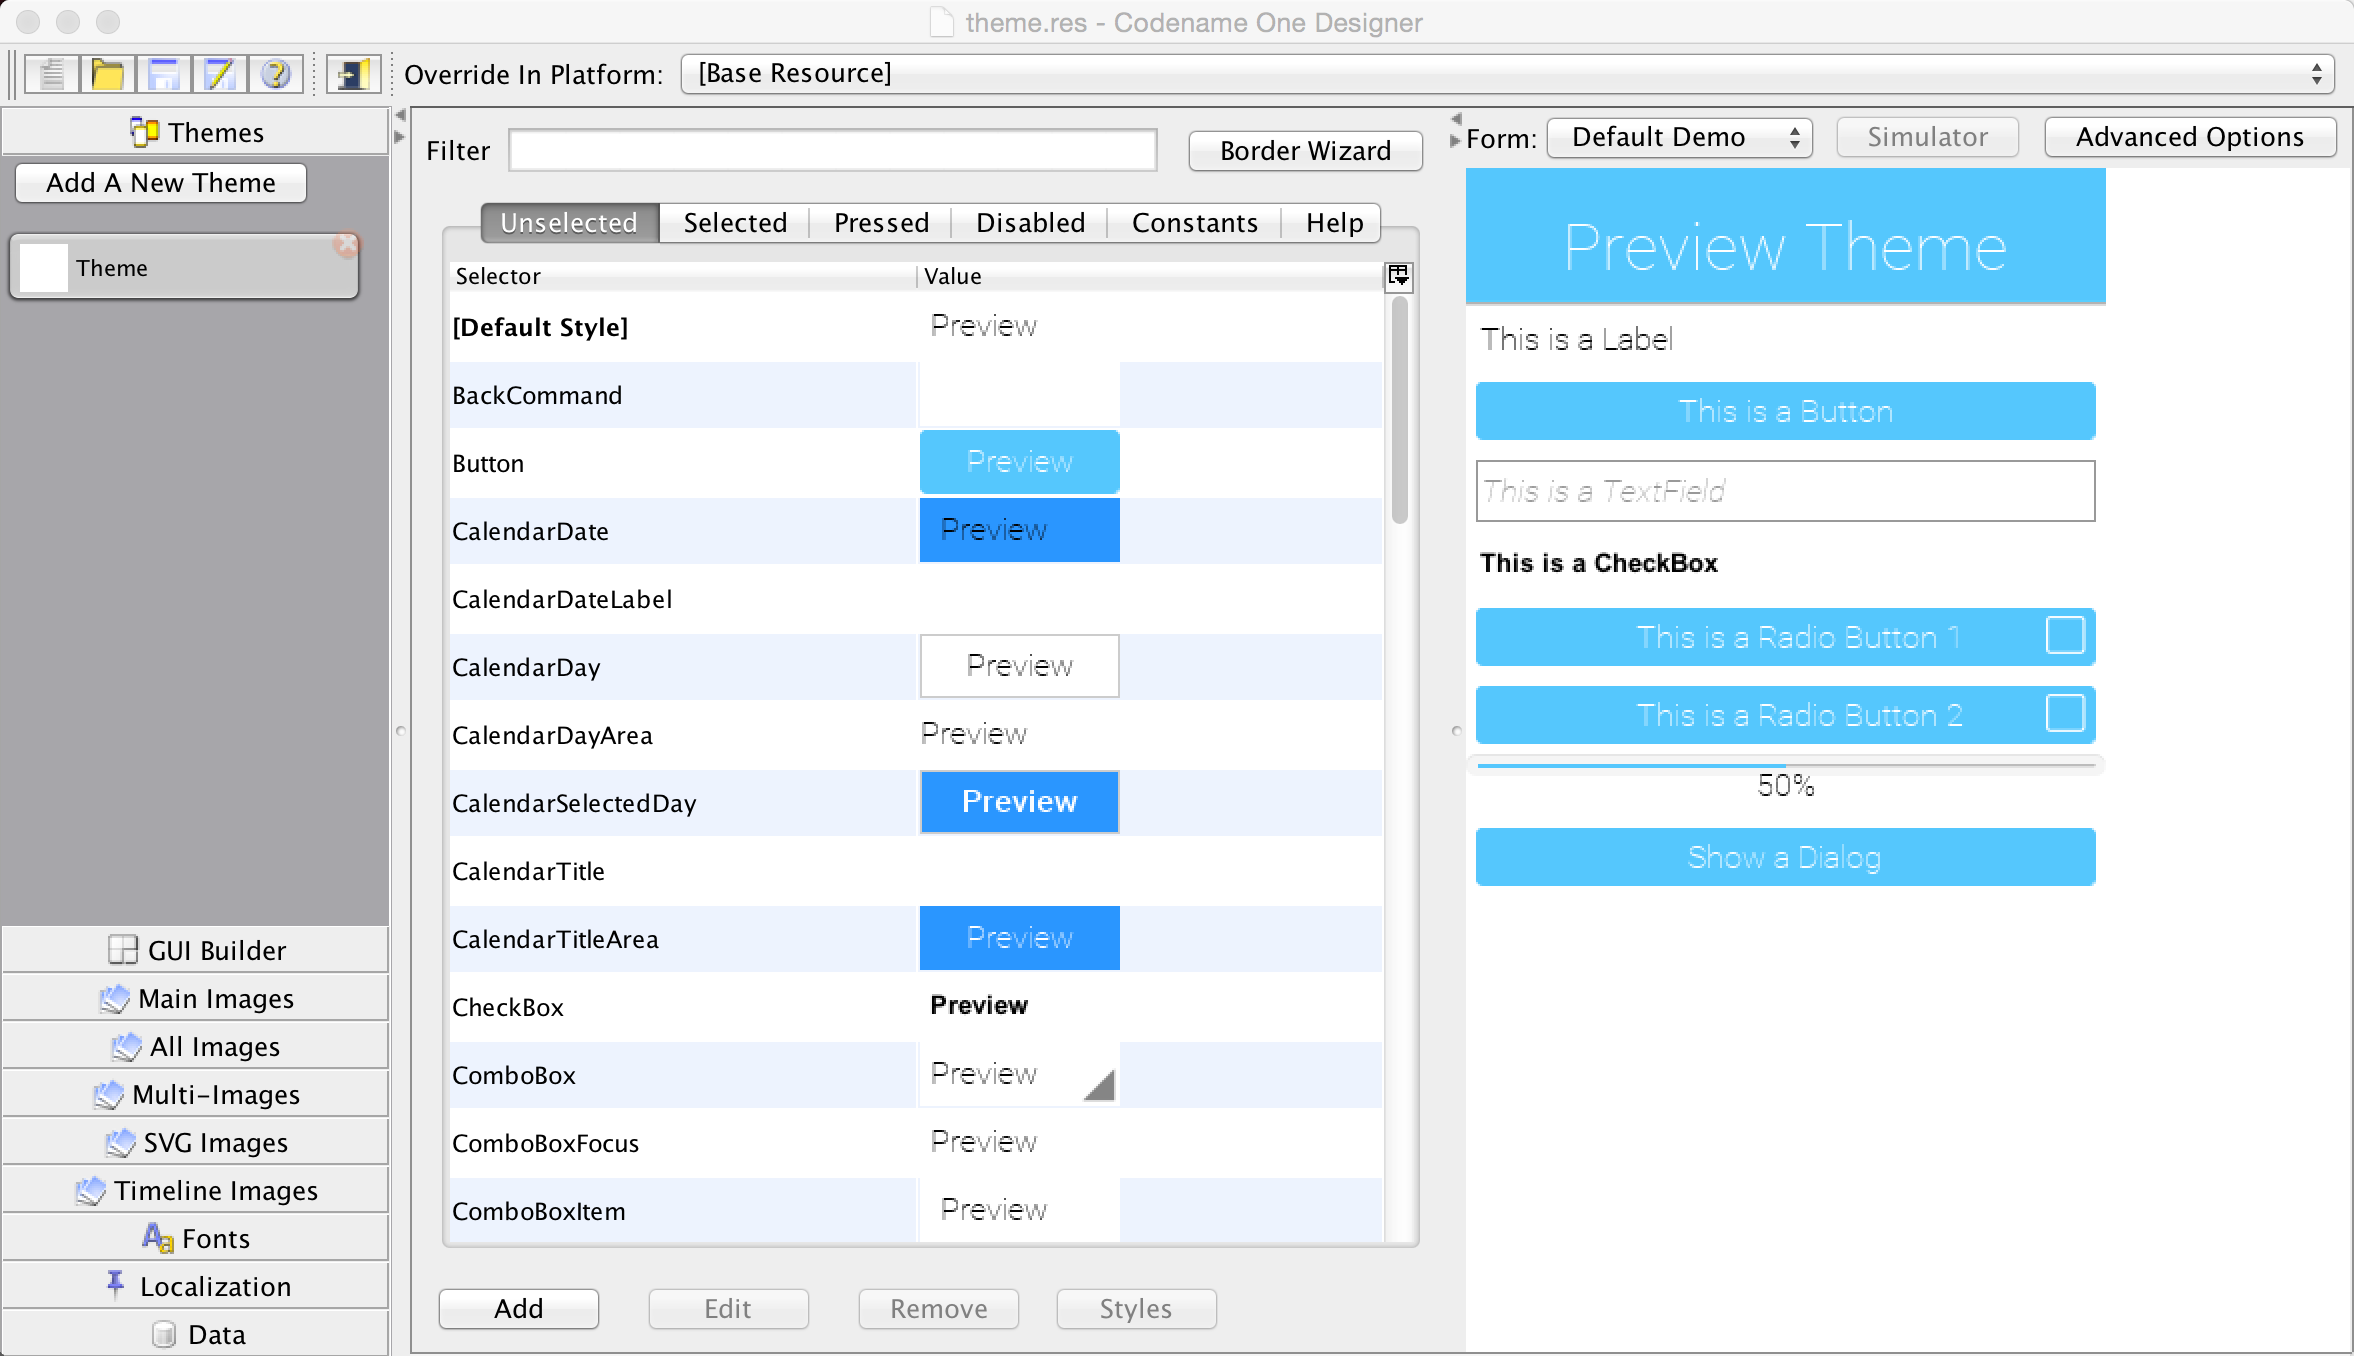 theme.res - Codename One Designer
Override In Platform: [Base Resource]
Themes
Add A New Theme
Theme
GUI Builder
Main Images
All Images
Multi-Images
SVG Images
Timeline Images
Fonts
Localization
Data
Filter
Border Wizard
Unselected Selected Pressed Disabled Constants Help
Selector Value
[Default Style] Preview
BackCommand
Button Preview
CalendarDate Preview
CalendarDateLabel
CalendarDay Preview
CalendarDayArea Preview
CalendarSelectedDay Preview
CalendarTitle
CalendarTitleArea Preview
CheckBox Preview
ComboBox Preview
ComboBoxFocus Preview
ComboBoxItem Preview
Add Edit Remove Styles
Form: Default Demo Simulator Advanced Options
Preview Theme
This is a Label
This is a Button
This is a TextField
This is a CheckBox
This is a Radio Button 1
This is a Radio Button 2
50%
Show a Dialog